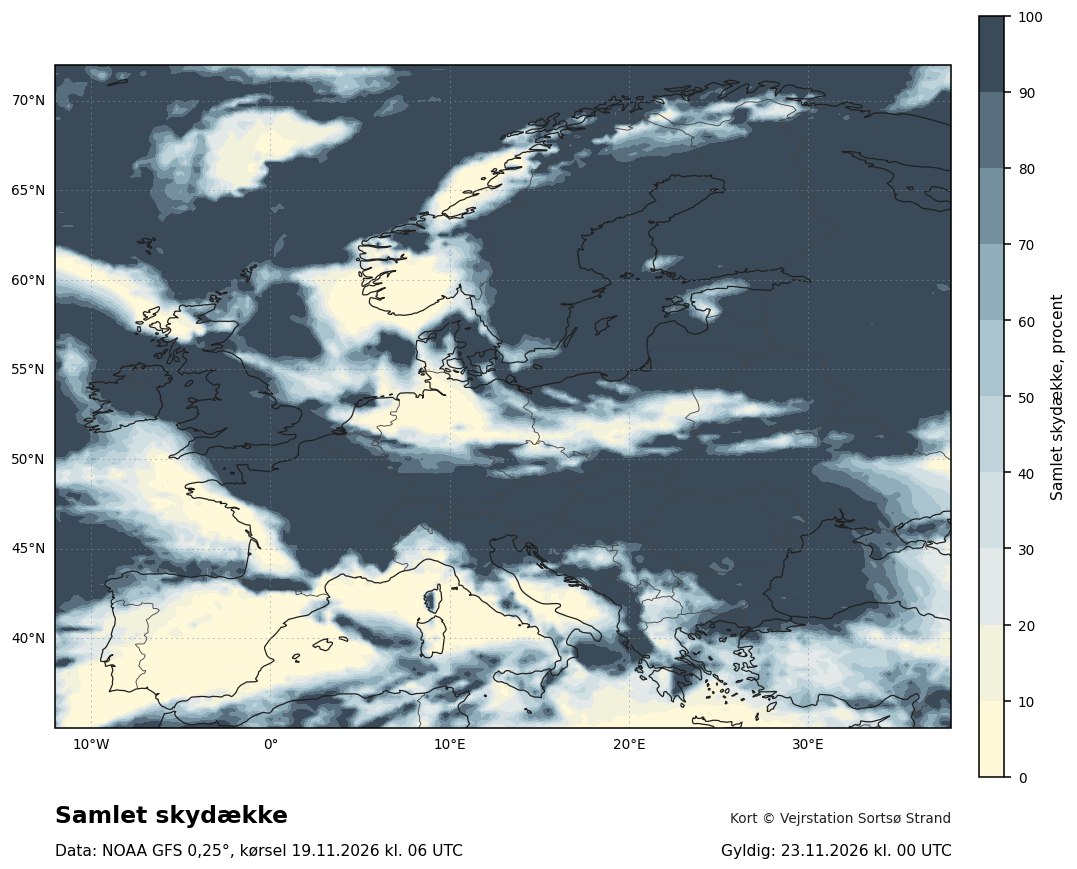 100
90
80
70
60
50
40
30
20
10
0
Samlet skydække, procent
70°N
65°N
60°N
55°N
50°N
45°N
40°N
10°W
0°
10°E
20°E
30°E
Samlet skydække
Kort © Vejrstation Sortsø Strand
Data: NOAA GFS 0,25°, kørsel 19.11.2026 kl. 06 UTC
Gyldig: 23.11.2026 kl. 00 UTC